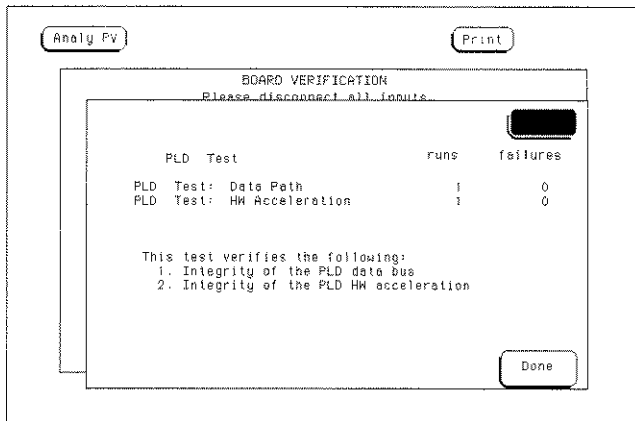 Analy PV
Print
BOARD VERIFICATION
Please disconnect all inputs.
PLD Test runs failures
PLD Test: Data Path 1 0
PLD Test: HW Acceleration 1 0
This test verifies the following:
1. Integrity of the PLD data bus
2. Integrity of the PLD HW acceleration
Done